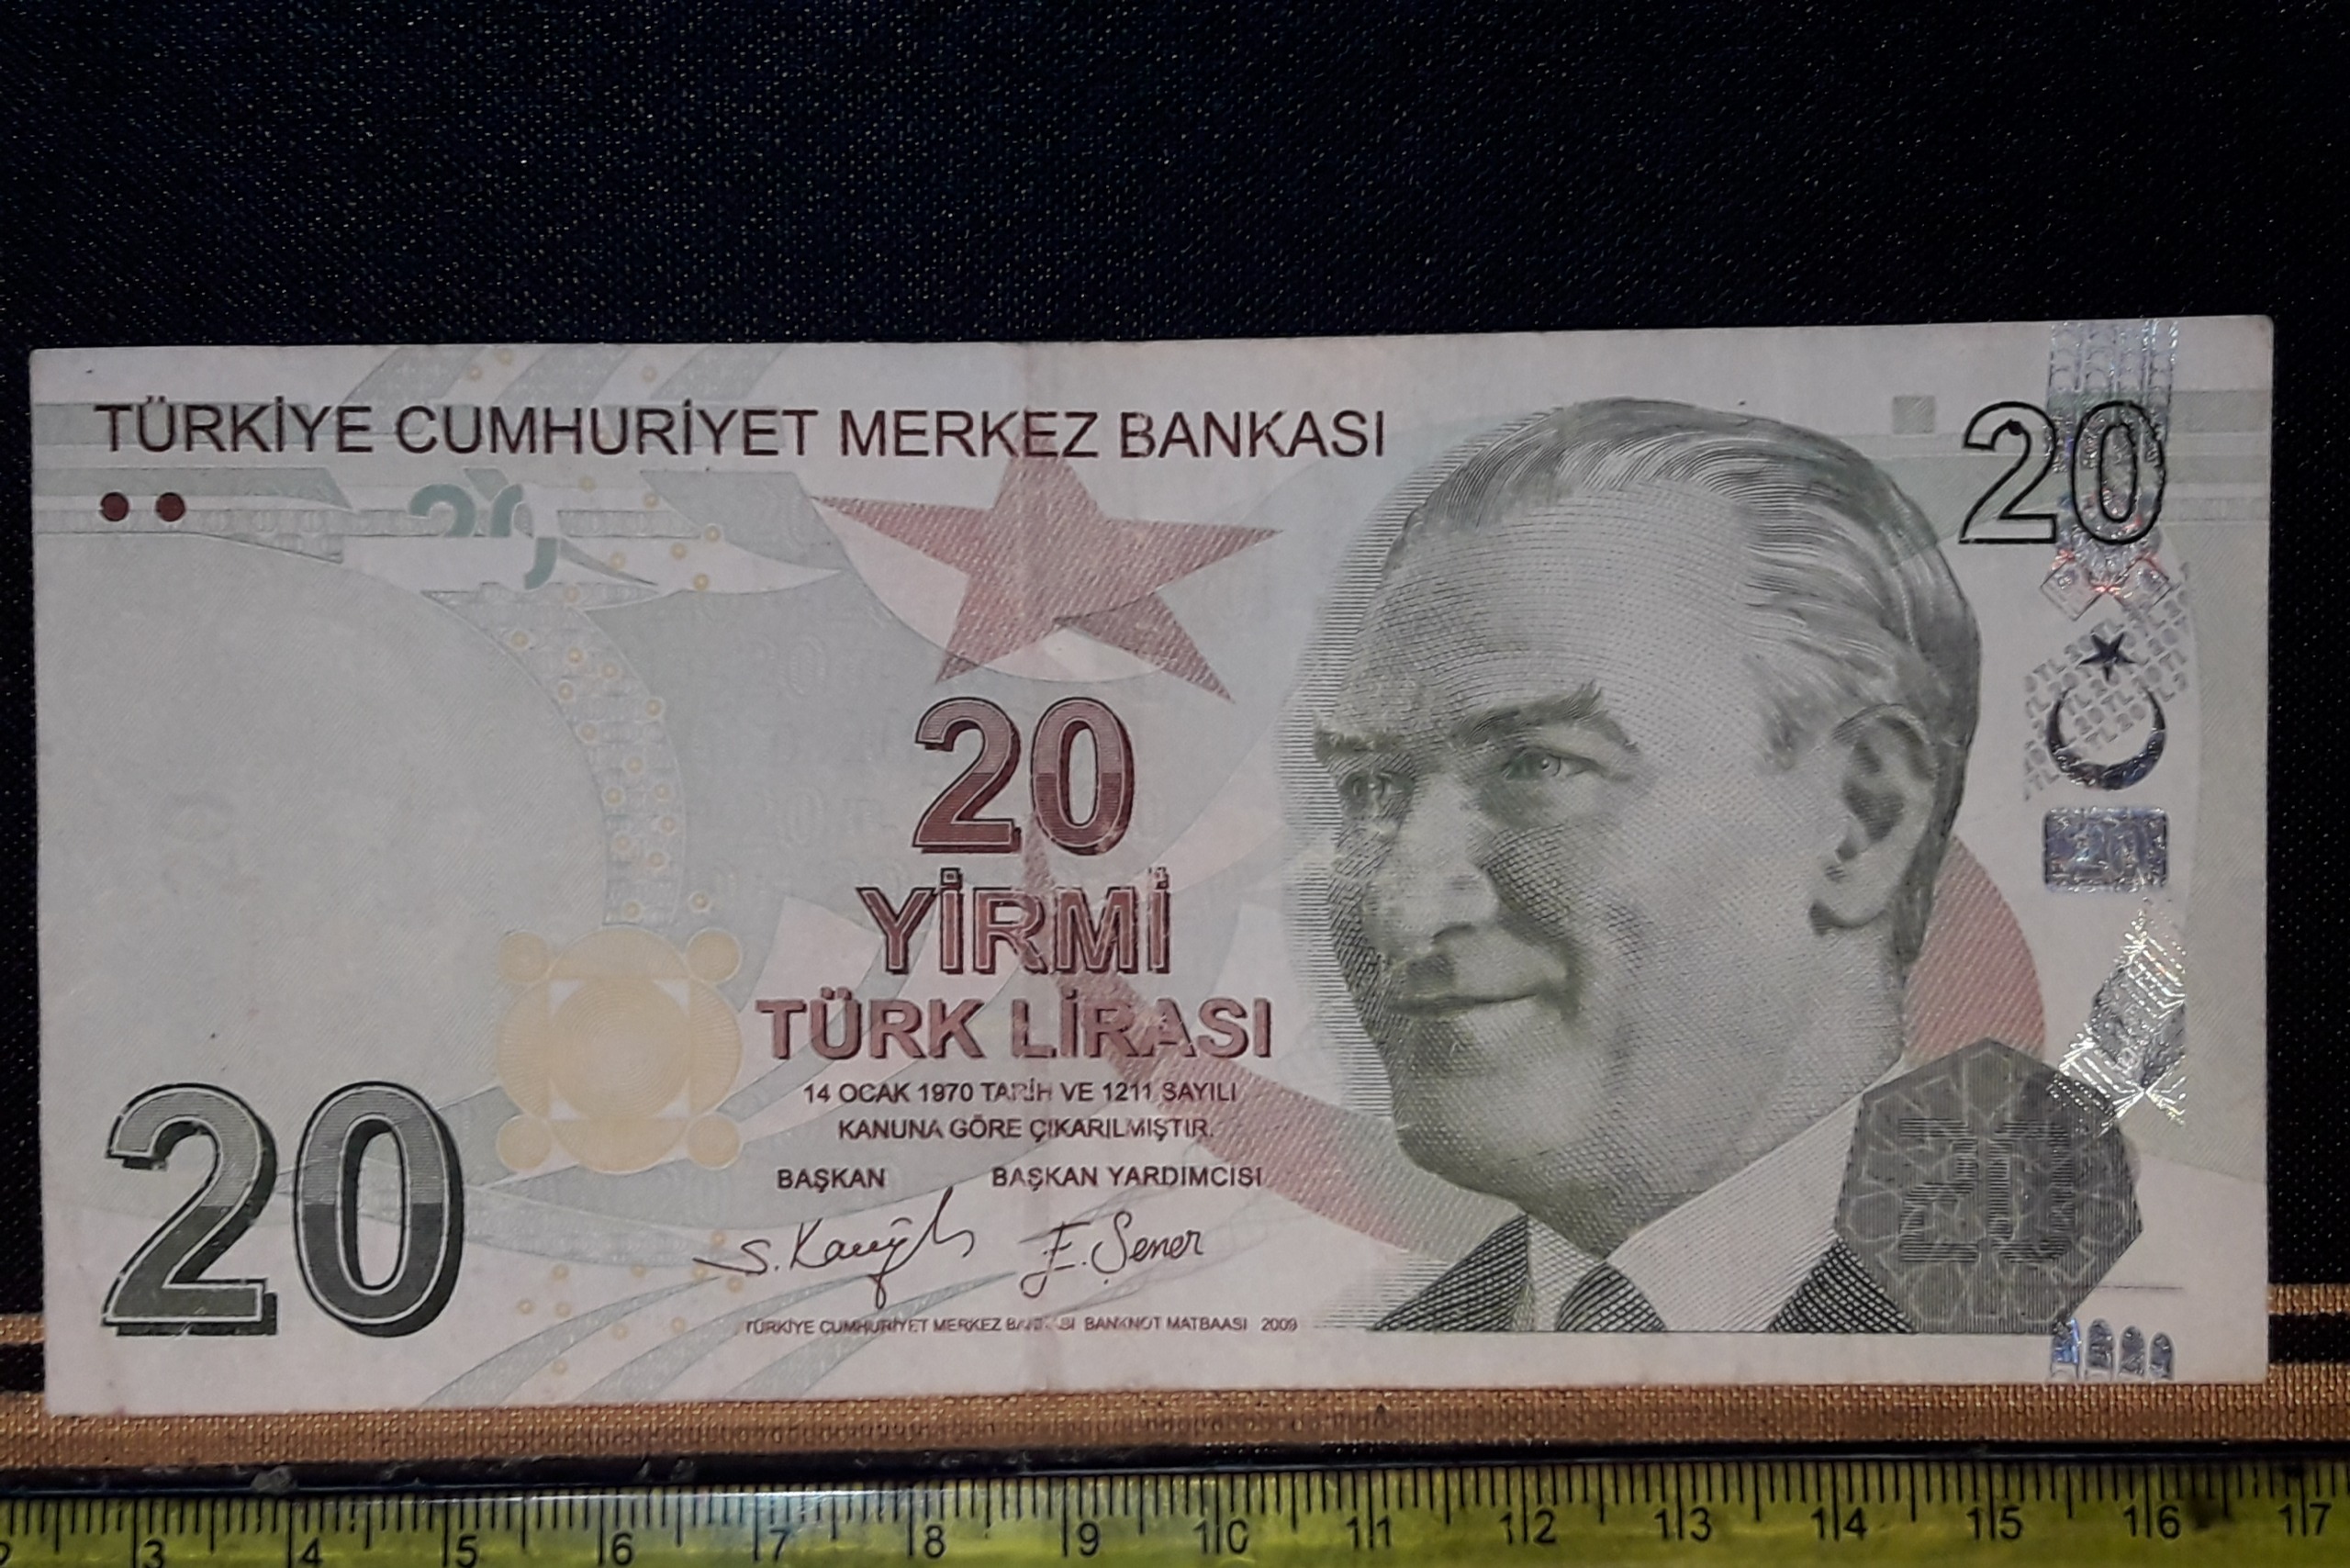 TÜRKİYE CUMHURİYET MERKEZ BANKASI
20
20
YİRMİ
TÜRK LİRASI
14 OCAK 1970 TARİH VE 1211 SAYILI
KANUNA GÖRE ÇIKARILMIŞTIR.
BAŞKAN BAŞKAN YARDIMCISI
E. Şener
TÜRKİYE CUMHURİYET MERKEZ BANKASI BANKNOT MATBAASI 2009
20
20
20
3 4 5 6 7 8 9 10 11 12 13 14 15 16 17